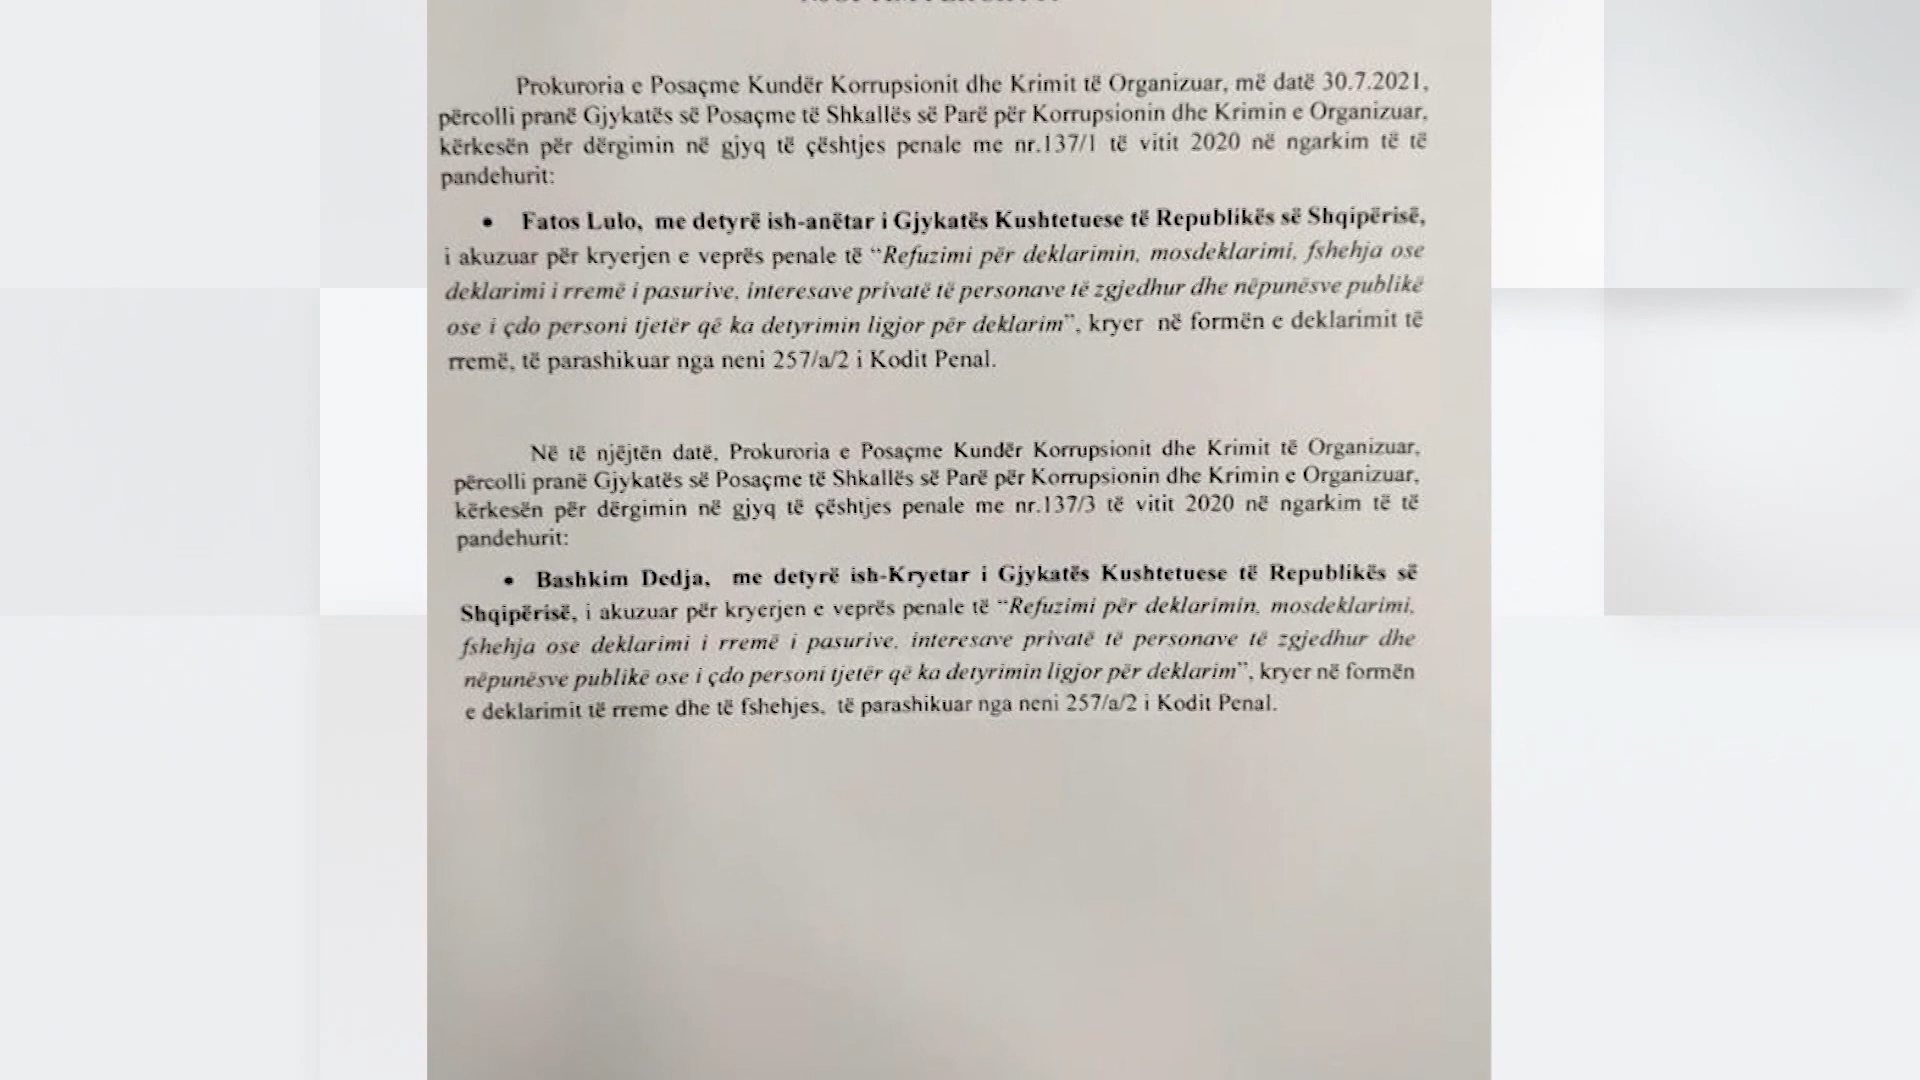 Prokuroria e Posaçme Kundër Korrupsionit dhe Krimit të Organizuar, më datë 30.7.2021,
përcolli pranë Gjykatës së Posaçme të Shkallës së Parë për Korrupsionin dhe Krimin e Organizuar,
kërkesën për dërgimin në gjyq të çështjes penale me nr.137/1 të vitit 2020 në ngarkim të të
pandehurit:
• Fatos Lulo, me detyrë ish-anëtar i Gjykatës Kushtetuese të Republikës së Shqipërisë,
i akuzuar për kryerjen e veprës penale të “Refuzimi për deklarimin, mosdeklarimi, fshehja ose
deklarimi i rremë i pasurive, interesave privatë të personave të zgjedhur dhe nëpunësve publikë
ose i çdo personi tjetër që ka detyrimin ligjor për deklarim”, kryer në formën e deklarimit të
rremë, të parashikuar nga neni 257/a/2 i Kodit Penal.
Në të njëjtën datë, Prokuroria e Posaçme Kundër Korrupsionit dhe Krimit të Organizuar,
përcolli pranë Gjykatës së Posaçme të Shkallës së Parë për Korrupsionin dhe Krimin e Organizuar,
kërkesën për dërgimin në gjyq të çështjes penale me nr.137/3 të vitit 2020 në ngarkim të të
pandehurit:
• Bashkim Dedja, me detyrë ish-Kryetar i Gjykatës Kushtetuese të Republikës së
Shqipërisë, i akuzuar për kryerjen e veprës penale të “Refuzimi për deklarimin, mosdeklarimi,
fshehja ose deklarimi i rremë i pasurive, interesave privatë të personave të zgjedhur dhe
nëpunësve publikë ose i çdo personi tjetër që ka detyrimin ligjor për deklarim”, kryer në formën
e deklarimit të rreme dhe të fshehjes, të parashikuar nga neni 257/a/2 i Kodit Penal.